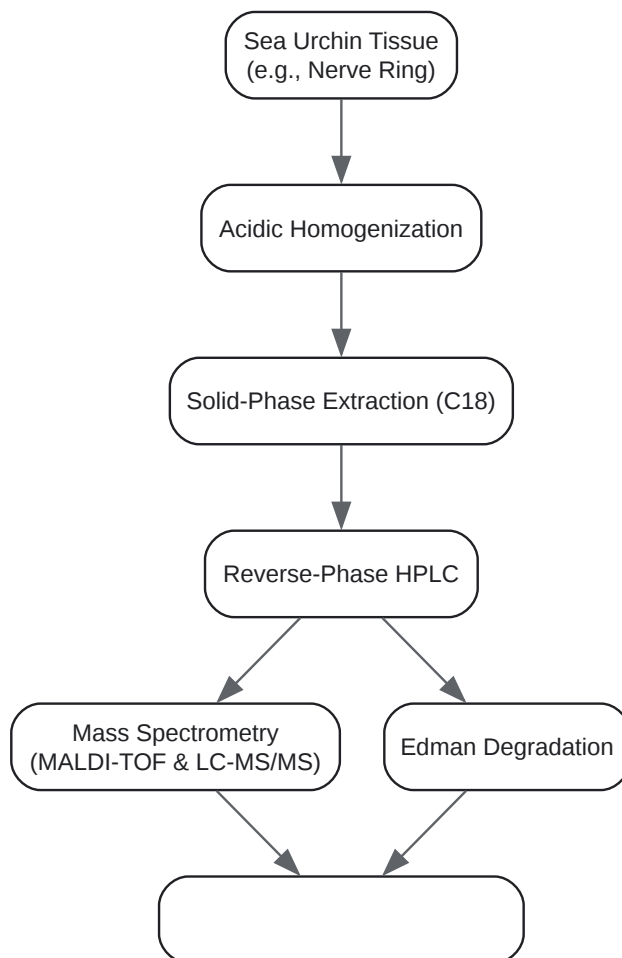 Sea Urchin Tissue
(e.g., Nerve Ring)
Acidic Homogenization
Solid-Phase Extraction (C18)
Reverse-Phase HPLC
Mass Spectrometry
(MALDI-TOF & LC-MS/MS)
Edman Degradation